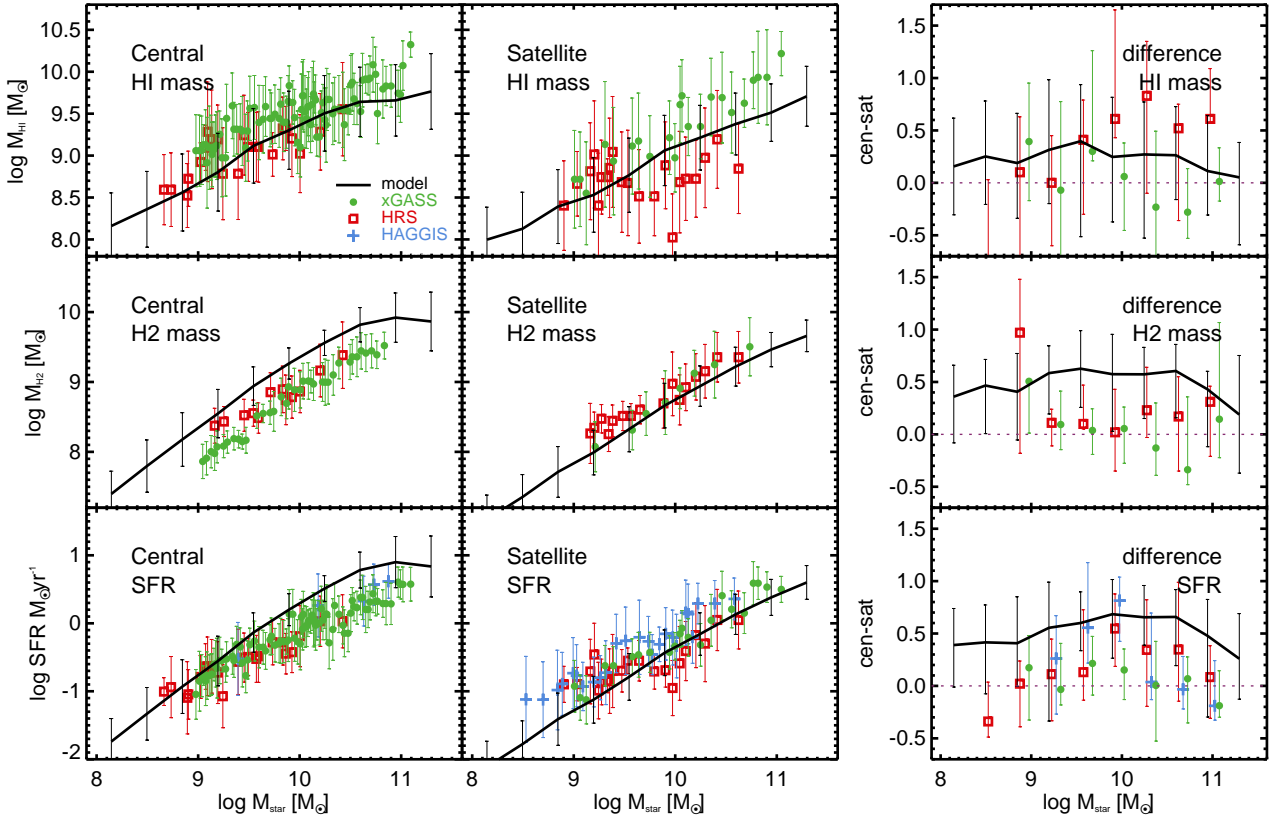 10.5
10.0
9.5
9.0
8.5
8.0
log M_HI [M⊙]
Central
HI mass
model
xGASS
HRS
HAGGIS
Satellite
HI mass
1.5
1.0
0.5
0.0
-0.5
cen-sat
difference
HI mass
10
9
8
log M_H2 [M⊙]
Central
H2 mass
Satellite
H2 mass
1.5
1.0
0.5
0.0
-0.5
cen-sat
difference
H2 mass
1
0
-1
-2
log SFR M⊙yr⁻¹
Central
SFR
Satellite
SFR
1.5
1.0
0.5
0.0
-0.5
cen-sat
difference
SFR
8 9 10 11
8 9 10 11
8 9 10 11
log M_star [M⊙]
log M_star [M⊙]
log M_star [M⊙]